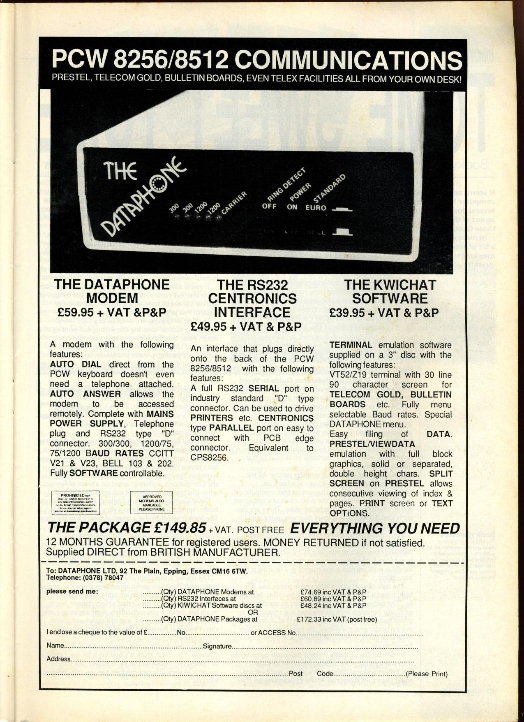 PCW 8256/8512 COMMUNICATIONS
PRESTEL, TELECOM GOLD, BULLETIN BOARDS, EVEN TELEX FACILITIES ALL FROM YOUR OWN DESK!
THE
DATAPHONE
300 300 1200 1200 CARRIER
RING DETECT
POWER
STANDARD
OFF ON EURO
THE DATAPHONE
MODEM
£59.95 + VAT &P&P
A modem with the following
features:
AUTO DIAL direct from the
PCW keyboard doesn't even
need a telephone attached.
AUTO ANSWER allows the
modem to be accessed
remotely. Complete with MAINS
POWER SUPPLY, Telephone
plug and RS232 type "D"
connector. 300/300, 1200/75,
75/1200 BAUD RATES CCITT
V21 & V23, BELL 103 & 202.
Fully SOFTWARE controllable.
THE RS232
CENTRONICS
INTERFACE
£49.95 + VAT & P&P
An interface that plugs directly
onto the back of the PCW
8256/8512 with the following
features:
A full RS232 SERIAL port on
industry standard "D" type
connector. Can be used to drive
PRINTERS etc. CENTRONICS
type PARALLEL port on easy to
connect with PCB edge
connector. Equivalent to
CPS8256.
THE KWICHAT
SOFTWARE
£39.95 + VAT & P&P
TERMINAL emulation software
supplied on a 3" disc with the
following features:
VT52/Z19 terminal with 30 line
90 character screen for
TELECOM GOLD, BULLETIN
BOARDS etc. Fully menu
selectable Baud rates. Special
DATAPHONE menu.
Easy filing of DATA.
PRESTEL/VIEWDATA
emulation with full block
graphics, solid or separated,
double height chars. SPLIT
SCREEN on PRESTEL allows
consecutive viewing of index &
pages. PRINT screen or TEXT
OPTiONS.
THE PACKAGE £149.85 + VAT. POST FREE EVERYTHING YOU NEED
12 MONTHS GUARANTEE for registered users. MONEY RETURNED if not satisfied.
Supplied DIRECT from BRITISH MANUFACTURER.
To: DATAPHONE LTD, 92 The Plain, Epping, Essex CM16 6TW.
Telephone: (0378) 78047
please send me:
..........(Qty) DATAPHONE Modems at £74.69 inc VAT & P&P
..........(Qty) RS232 Interfaces at £60.89 inc VAT & P&P
..........(Qty) KIWICHAT Software discs at £48.24 inc VAT & P&P
OR
..........(Qty) DATAPHONE Packages at £172.33 inc VAT (post free)
I enclose a cheque to the value of £..........No..........or ACCESS No..........
Name..........Signature..........
Address..........
..........Post Code..........(Please Print)